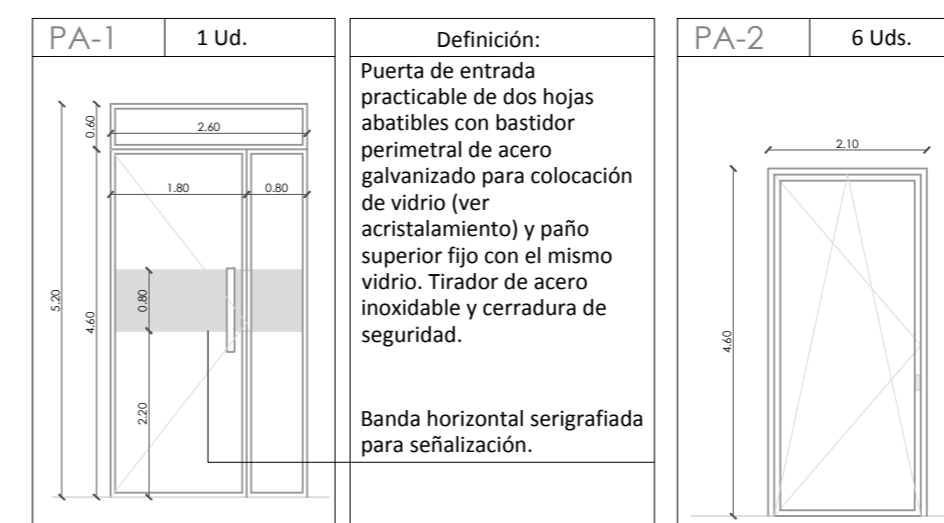 PA-1
1 Ud.
0.60
2.60
1.80
0.80
5.20
4.60
0.80
2.20
Definición:
Puerta de entrada
practicable de dos hojas
abatibles con bastidor
perimetral de acero
galvanizado para colocación
de vidrio (ver
acristalamiento) y paño
superior fijo con el mismo
vidrio. Tirador de acero
inoxidable y cerradura de
seguridad.
Banda horizontal serigrafiada
para señalización.
PA-2
6 Uds.
2.10
4.60